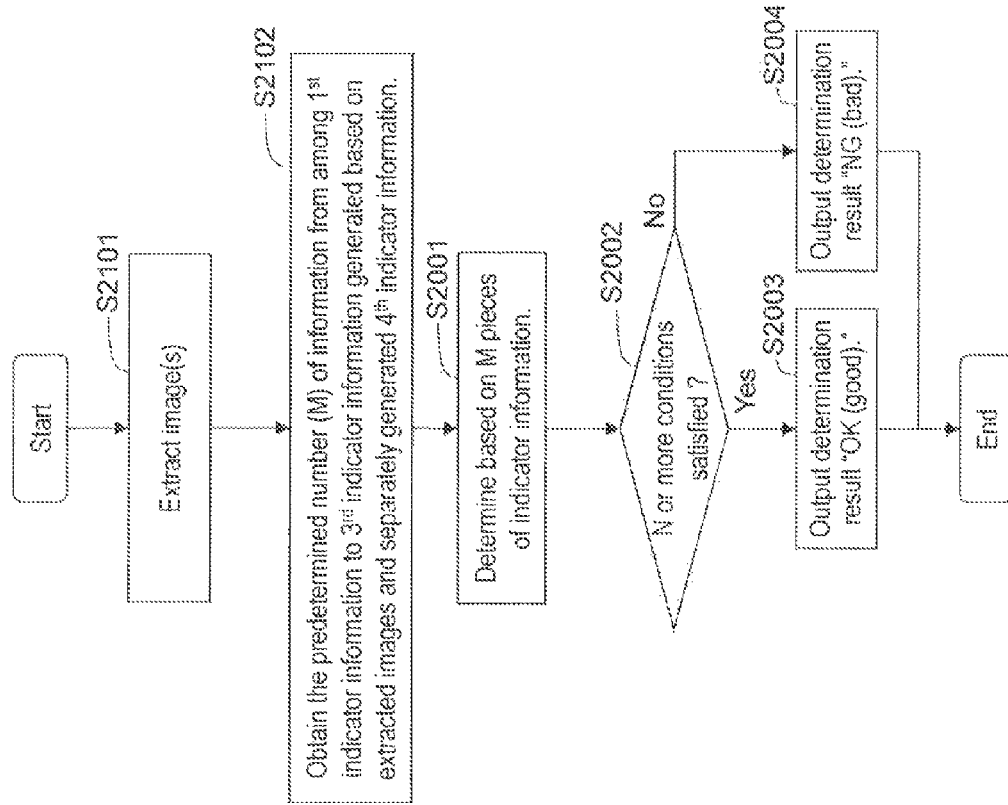 Start
S2101
Extract image(s)
S2102
Obtain the predetermined number (M) of information from among 1st
indicator information to 3rd indicator information generated based on
extracted images and separately generated 4th indicator information.
S2001
Determine based on M pieces
of indicator information.
S2002
N or more conditions
satisfied ?
No
Yes
S2003
Output determination
result "OK (good)."
S2004
Output determination
result "NG (bad)."
End